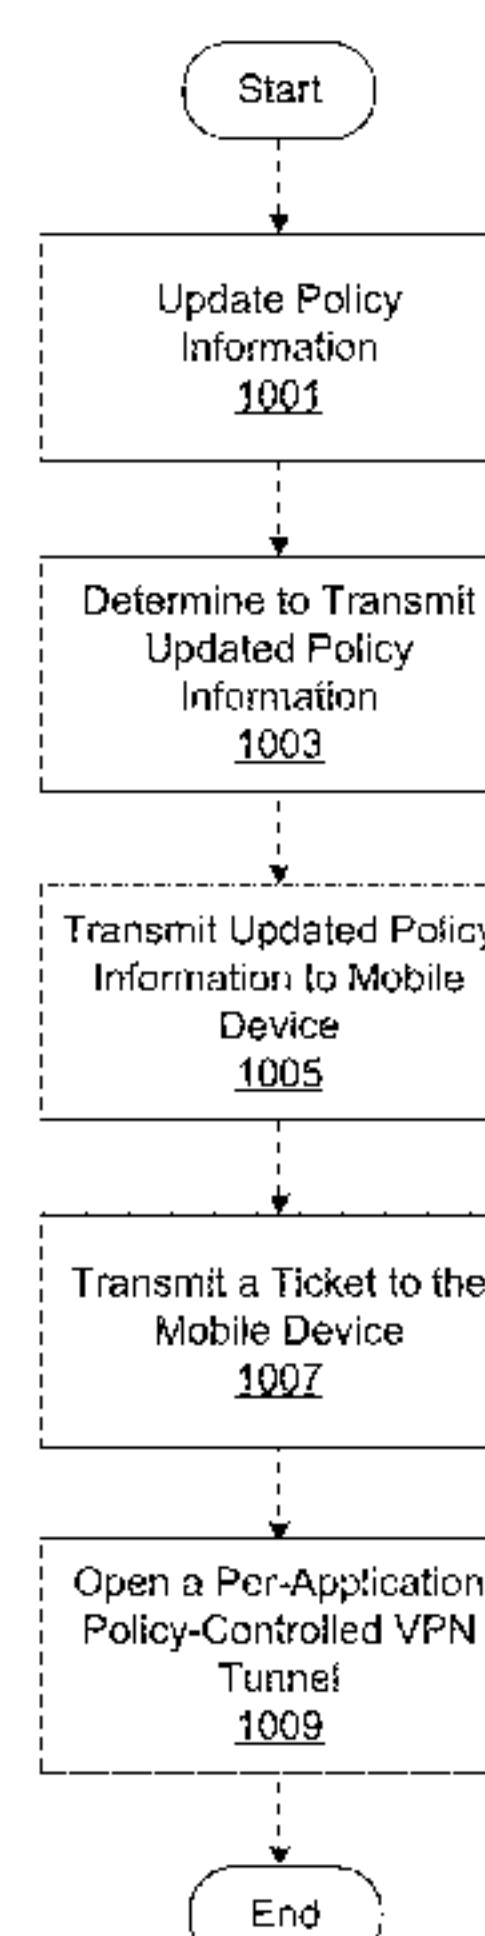 Start
Update Policy
Information
1001
Determine to Transmit
Updated Policy
Information
1003
Transmit Updated Policy
Information to Mobile
Device
1005
Transmit a Ticket to the
Mobile Device
1007
Open a Per-Application
Policy-Controlled VPN
Tunnel
1009
End